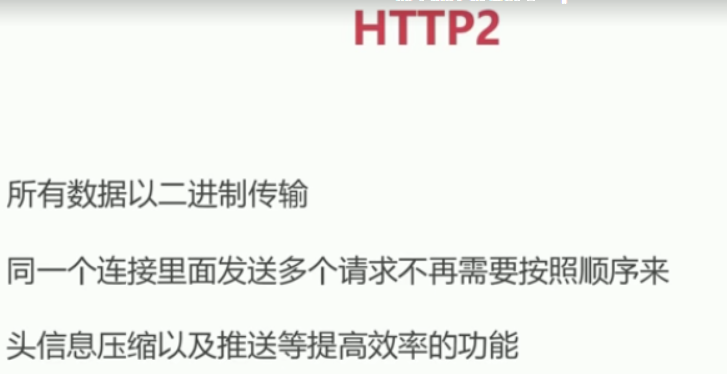 HTTP2
所有数据以二进制传输
同一个连接里面发送多个请求不再需要按照顺序来
头信息压缩以及推送等提高效率的功能